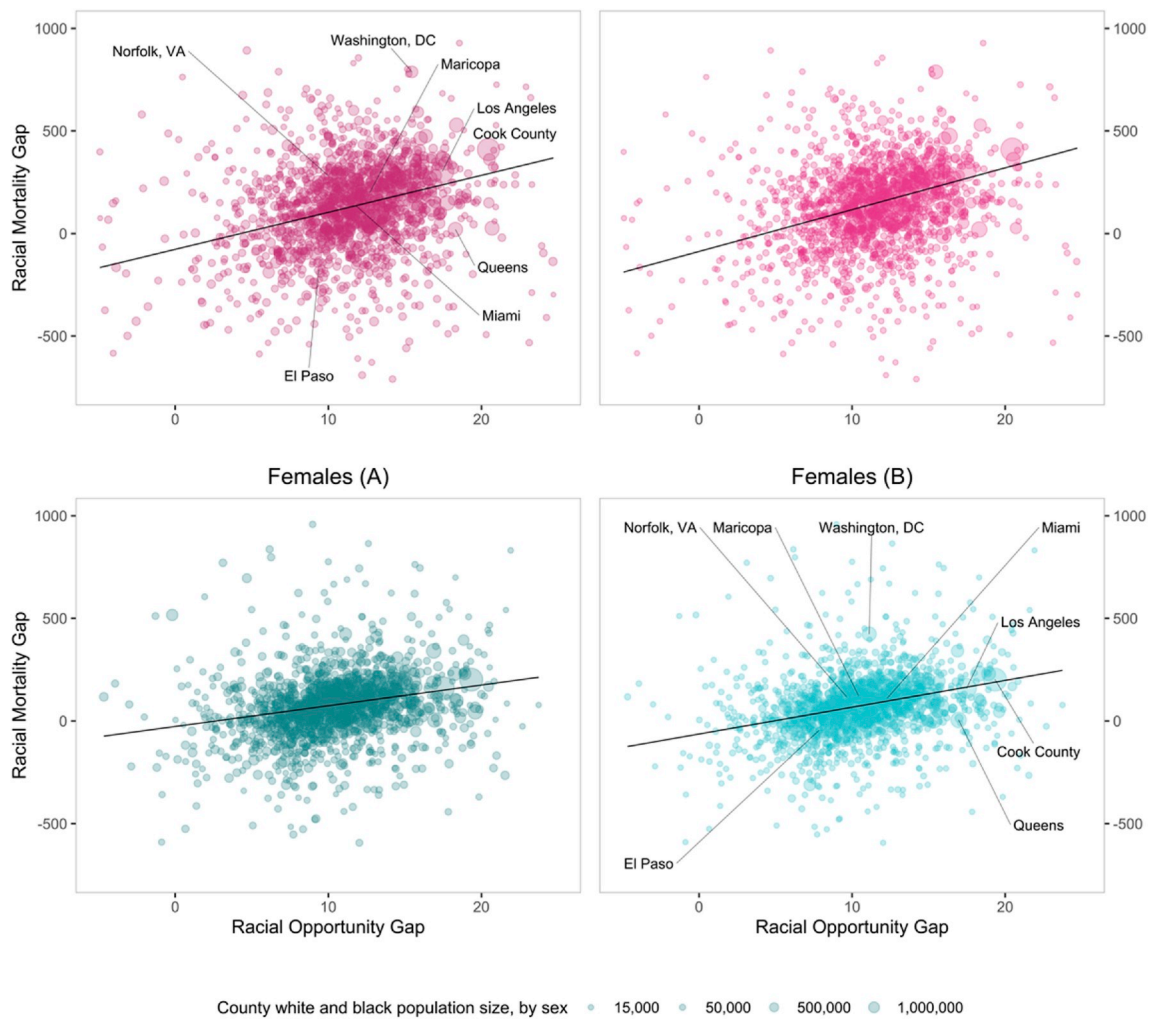 1000
1000
Norfolk, VA
Washington, DC
Maricopa
Los Angeles
Cook County
500
500
Racial Mortality Gap
0
0
Queens
Miami
-500
-500
El Paso
0
10
20
0
10
20
Females (A)
Females (B)
1000
1000
Norfolk, VA
Maricopa
Washington, DC
Miami
500
500
Los Angeles
Racial Mortality Gap
0
0
Cook County
-500
-500
Queens
El Paso
0
10
20
0
10
20
Racial Opportunity Gap
Racial Opportunity Gap
County white and black population size, by sex 15,000 50,000 500,000 1,000,000